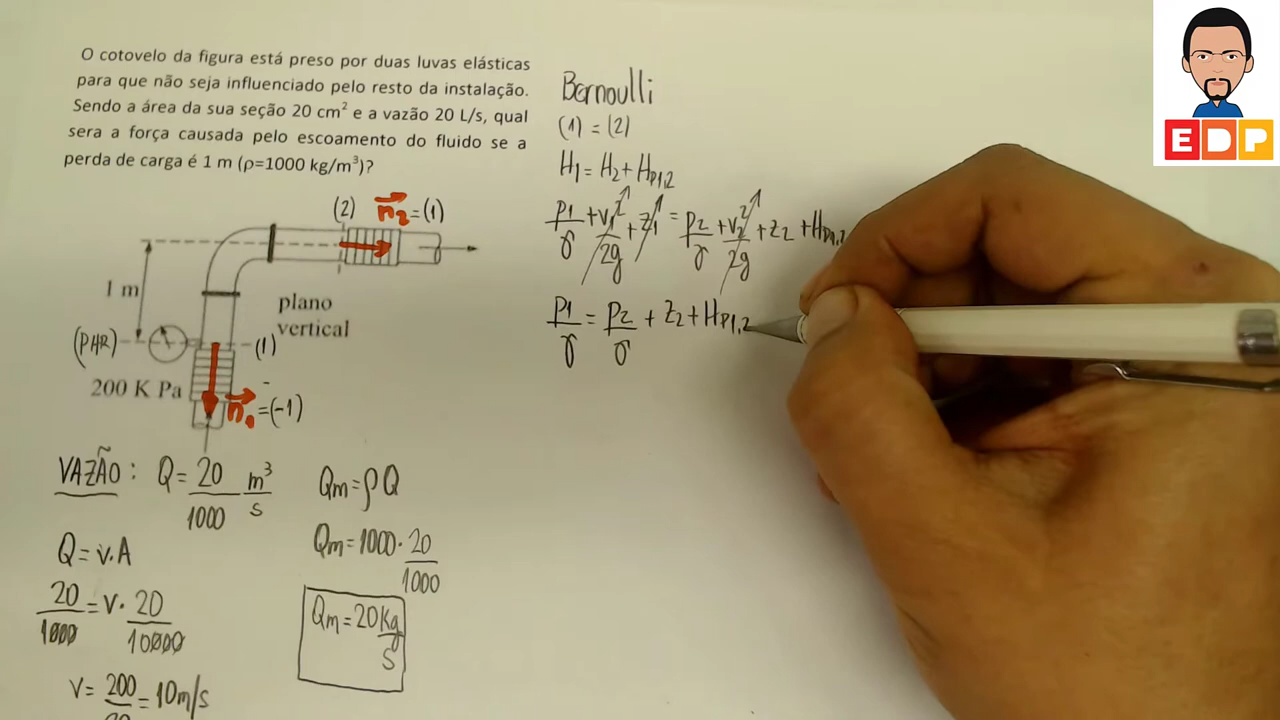 O cotovelo da figura está preso por duas luvas elásticas
para que não seja influenciado pelo resto da instalação.
Sendo a área da sua seção 20 cm² e a vazão 20 L/s, qual
sera a força causada pelo escoamento do fluido se a
perda de carga é 1 m (ρ=1000 kg/m³)?
(2) n₂=(1)
1 m
plano
vertical
(PHR)
(1)
200 K Pa
n₁=(-1)
VAZÃO: Q=20/1000 m³/s
Q=v.A
20/1000=v.20/10000
v=200/20=10m/s
Qm=ρQ
Qm=1000.20/1000
Qm=20Kg/s
Bernoulli
(1)=(2)
H₁=H₂+Hp1,2
p1/γ+v₁²/2g+z₁=p2/γ+v₂²/2g+z₂+Hp1,2
p1/γ=p2/γ+z₂+Hp1,2
EDP